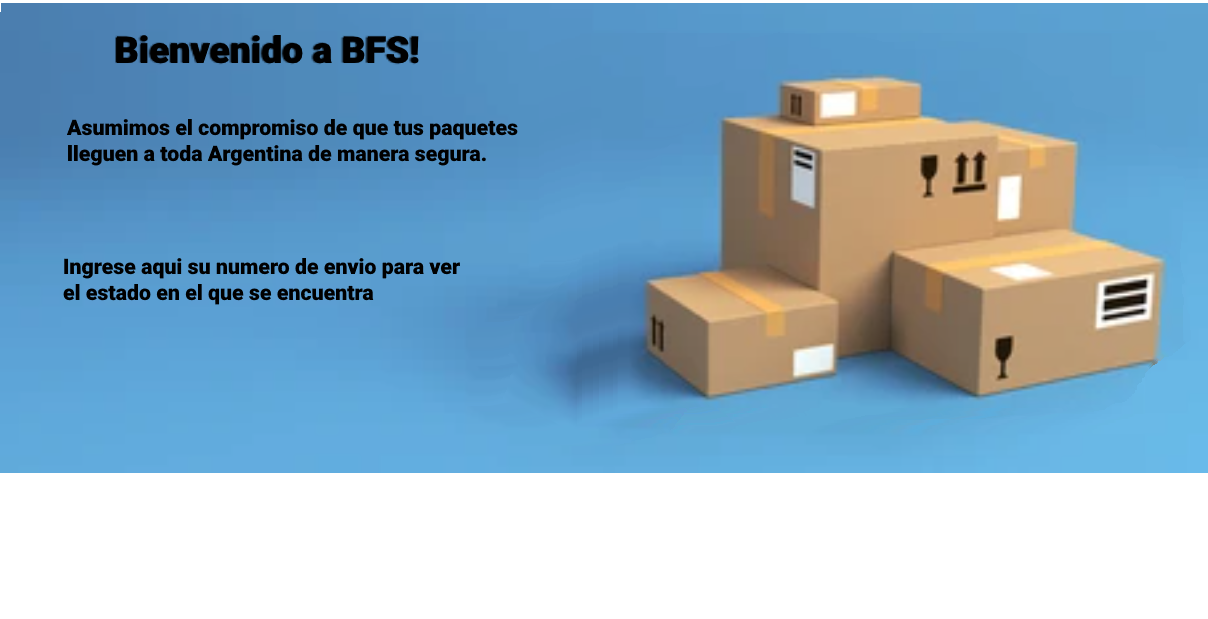 Bienvenido a BFS!
Asumimos el compromiso de que tus paquetes
lleguen a toda Argentina de manera segura.
Ingrese aqui su numero de envio para ver
el estado en el que se encuentra